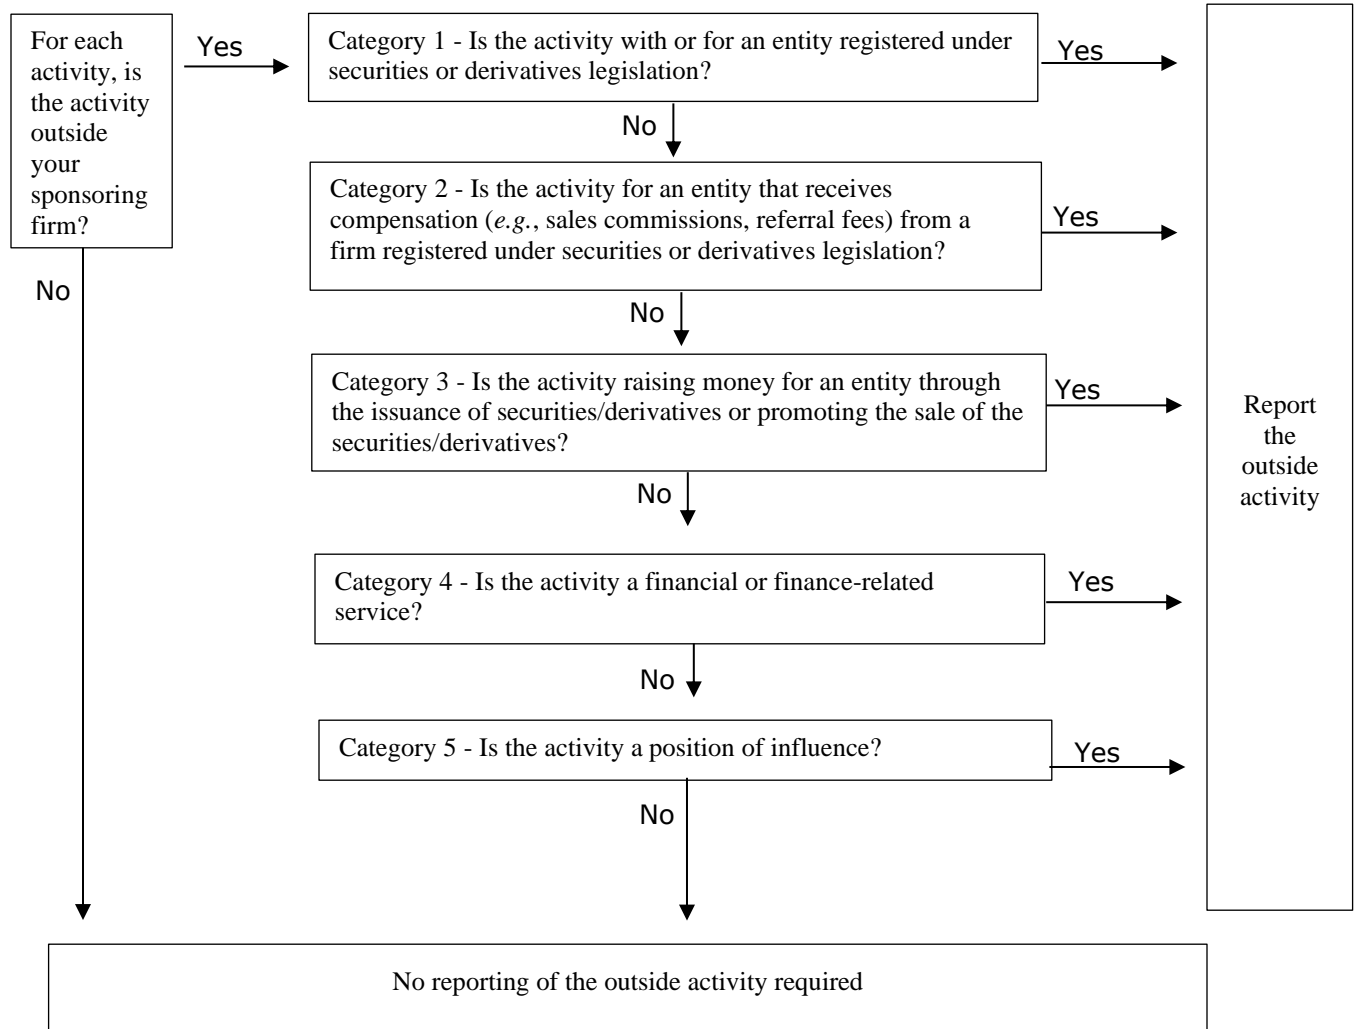 For each
activity, is
the activity
outside
your
sponsoring
firm?
Yes
Category 1 - Is the activity with or for an entity registered under
securities or derivatives legislation?
Yes
No
Category 2 - Is the activity for an entity that receives
compensation (e.g., sales commissions, referral fees) from a
firm registered under securities or derivatives legislation?
Yes
No
No
Category 3 - Is the activity raising money for an entity through
the issuance of securities/derivatives or promoting the sale of the
securities/derivatives?
Yes
Report
the
outside
activity
No
Category 4 - Is the activity a financial or finance-related
service?
Yes
No
Category 5 - Is the activity a position of influence?
Yes
No
No reporting of the outside activity required